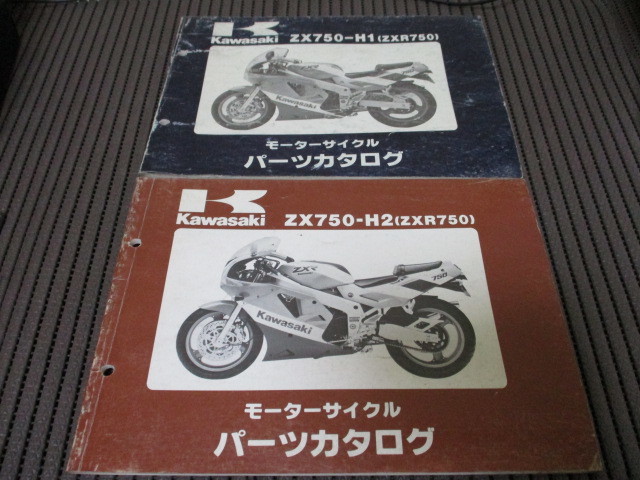 Kawasaki
ZX750-H1(ZXR750)
Kawasaki
モーターサイクル
パーツカタログ
Kawasaki
ZX750-H2(ZXR750)
ZXR
750
Kawasaki
モーターサイクル
パーツカタログ